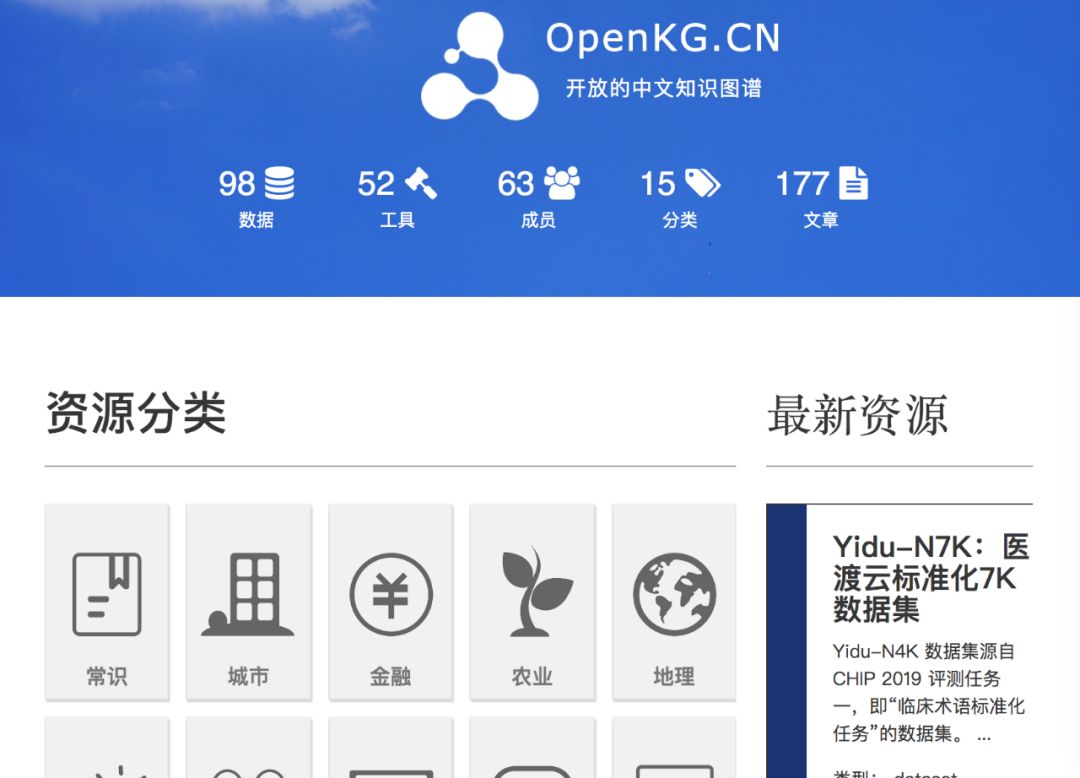 OpenKG.CN
开放的中文知识图谱
98 52 63 15 177
数据 工具 成员 分类 文章
资源分类
最新资源
常识 城市 金融 农业 地理
Yidu-N7K：医
渡云标准化7K
数据集
Yidu-N4K 数据集源自
CHIP 2019 评测任务
一，即“临床术语标准化
任务”的数据集。 ...
类型： dataset